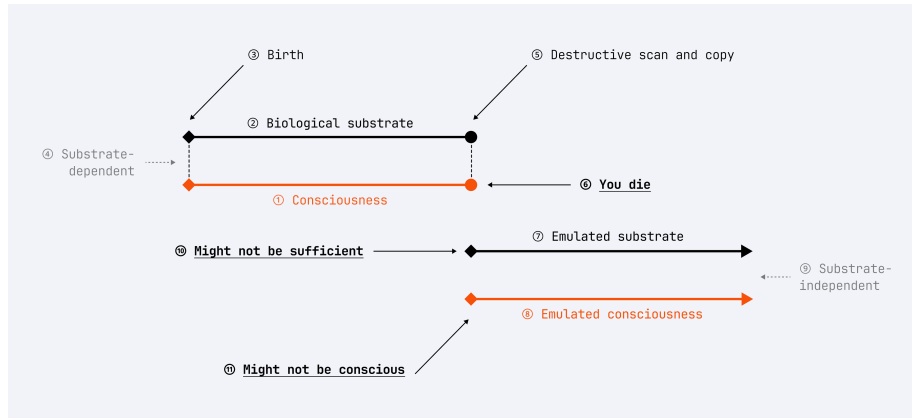 ③ Birth
⑤ Destructive scan and copy
② Biological substrate
④ Substrate-
dependent
⑥ You die
① Consciousness
⑦ Emulated substrate
⑩ Might not be sufficient
⑨ Substrate-
independent
⑧ Emulated consciousness
⑪ Might not be conscious